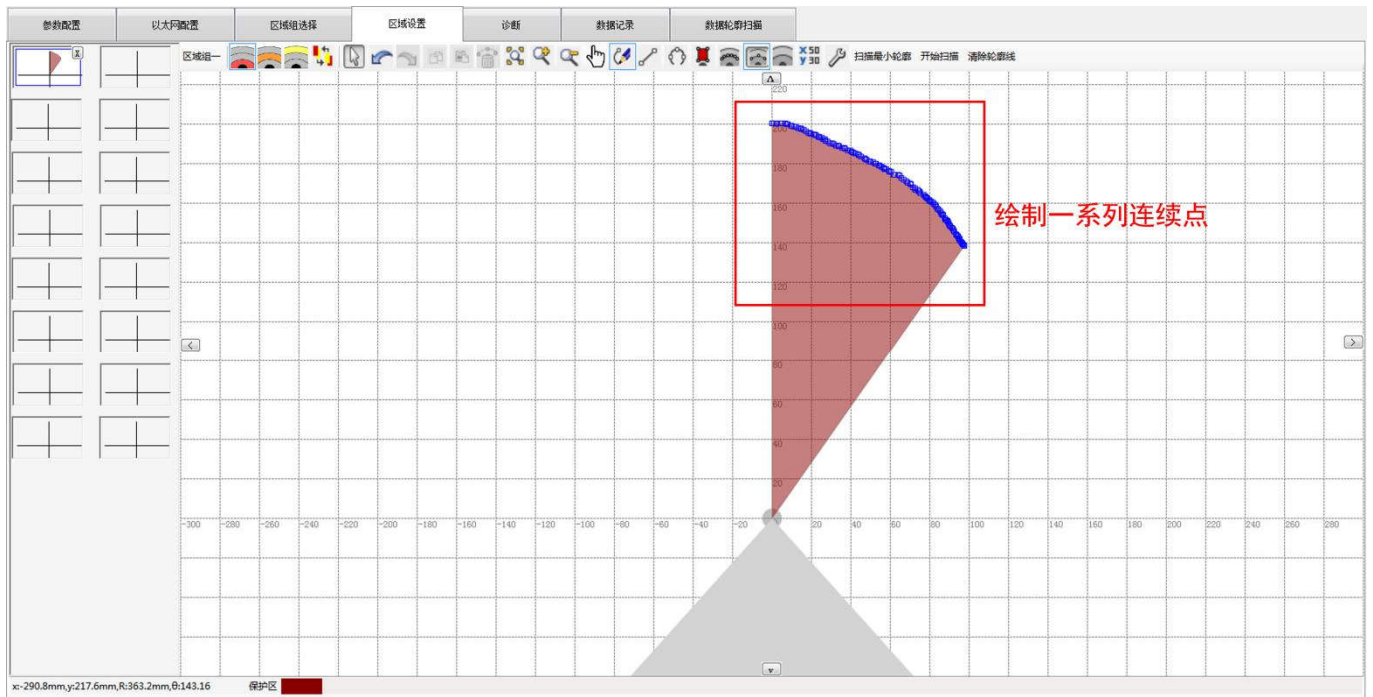 参数配置 以太网配置 区域组选择 区域设置 诊断 数据记录 数据轮廓扫描
X 区域组一 X 50 Y 30 扫描最小轮廓 开始扫描 清除轮廓线
220
200
180
160
绘制一系列连续点
140
120
100
80
60
40
20
-300 -280 -260 -240 -220 -200 -180 -160 -140 -120 -100 -80 -60 -40 -20 20 40 60 80 100 120 140 160 180 200 220 240 260 280
x:-290.8mm,y:217.6mm,R:363.2mm,θ:143.16 保护区